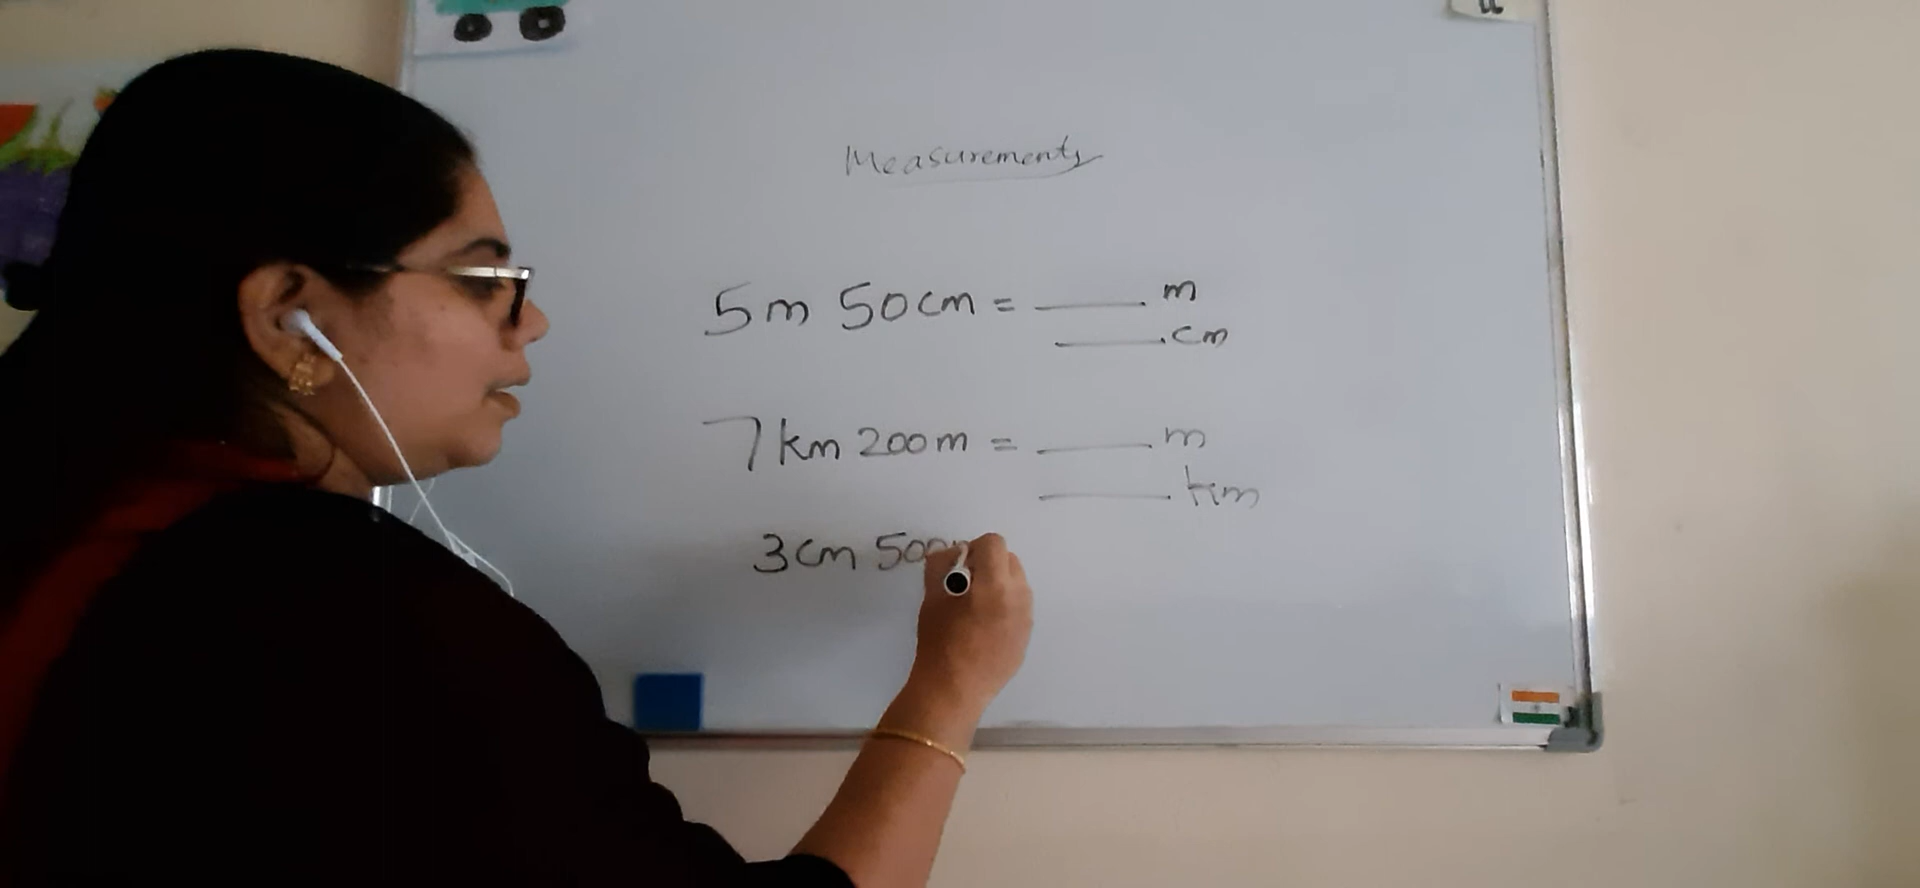 Measurements
5m 50cm = ____ m
____ cm
7km 200m = ____ m
____ km
3cm